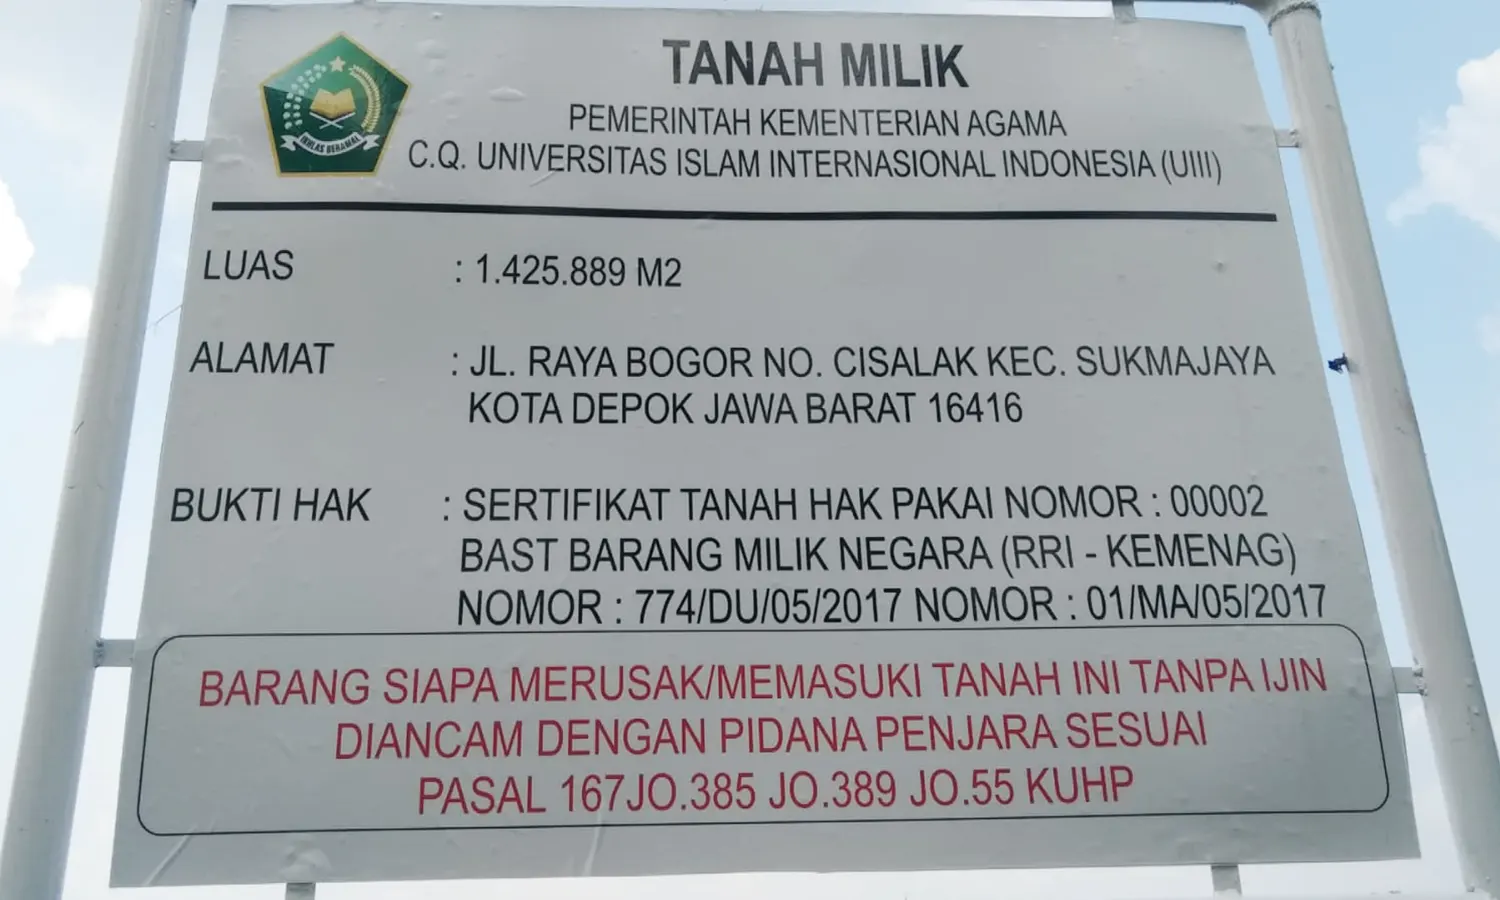 TANAH MILIK
PEMERINTAH KEMENTERIAN AGAMA
C.Q. UNIVERSITAS ISLAM INTERNASIONAL INDONESIA (UIII)
IKHLAS BERAMAL
LUAS : 1.425.889 M2
ALAMAT : JL. RAYA BOGOR NO. CISALAK KEC. SUKMAJAYA
KOTA DEPOK JAWA BARAT 16416
BUKTI HAK : SERTIFIKAT TANAH HAK PAKAI NOMOR : 00002
BAST BARANG MILIK NEGARA (RRI - KEMENAG)
NOMOR : 774/DU/05/2017 NOMOR : 01/MA/05/2017
BARANG SIAPA MERUSAK/MEMASUKI TANAH INI TANPA IJIN
DIANCAM DENGAN PIDANA PENJARA SESUAI
PASAL 167JO.385 JO.389 JO.55 KUHP